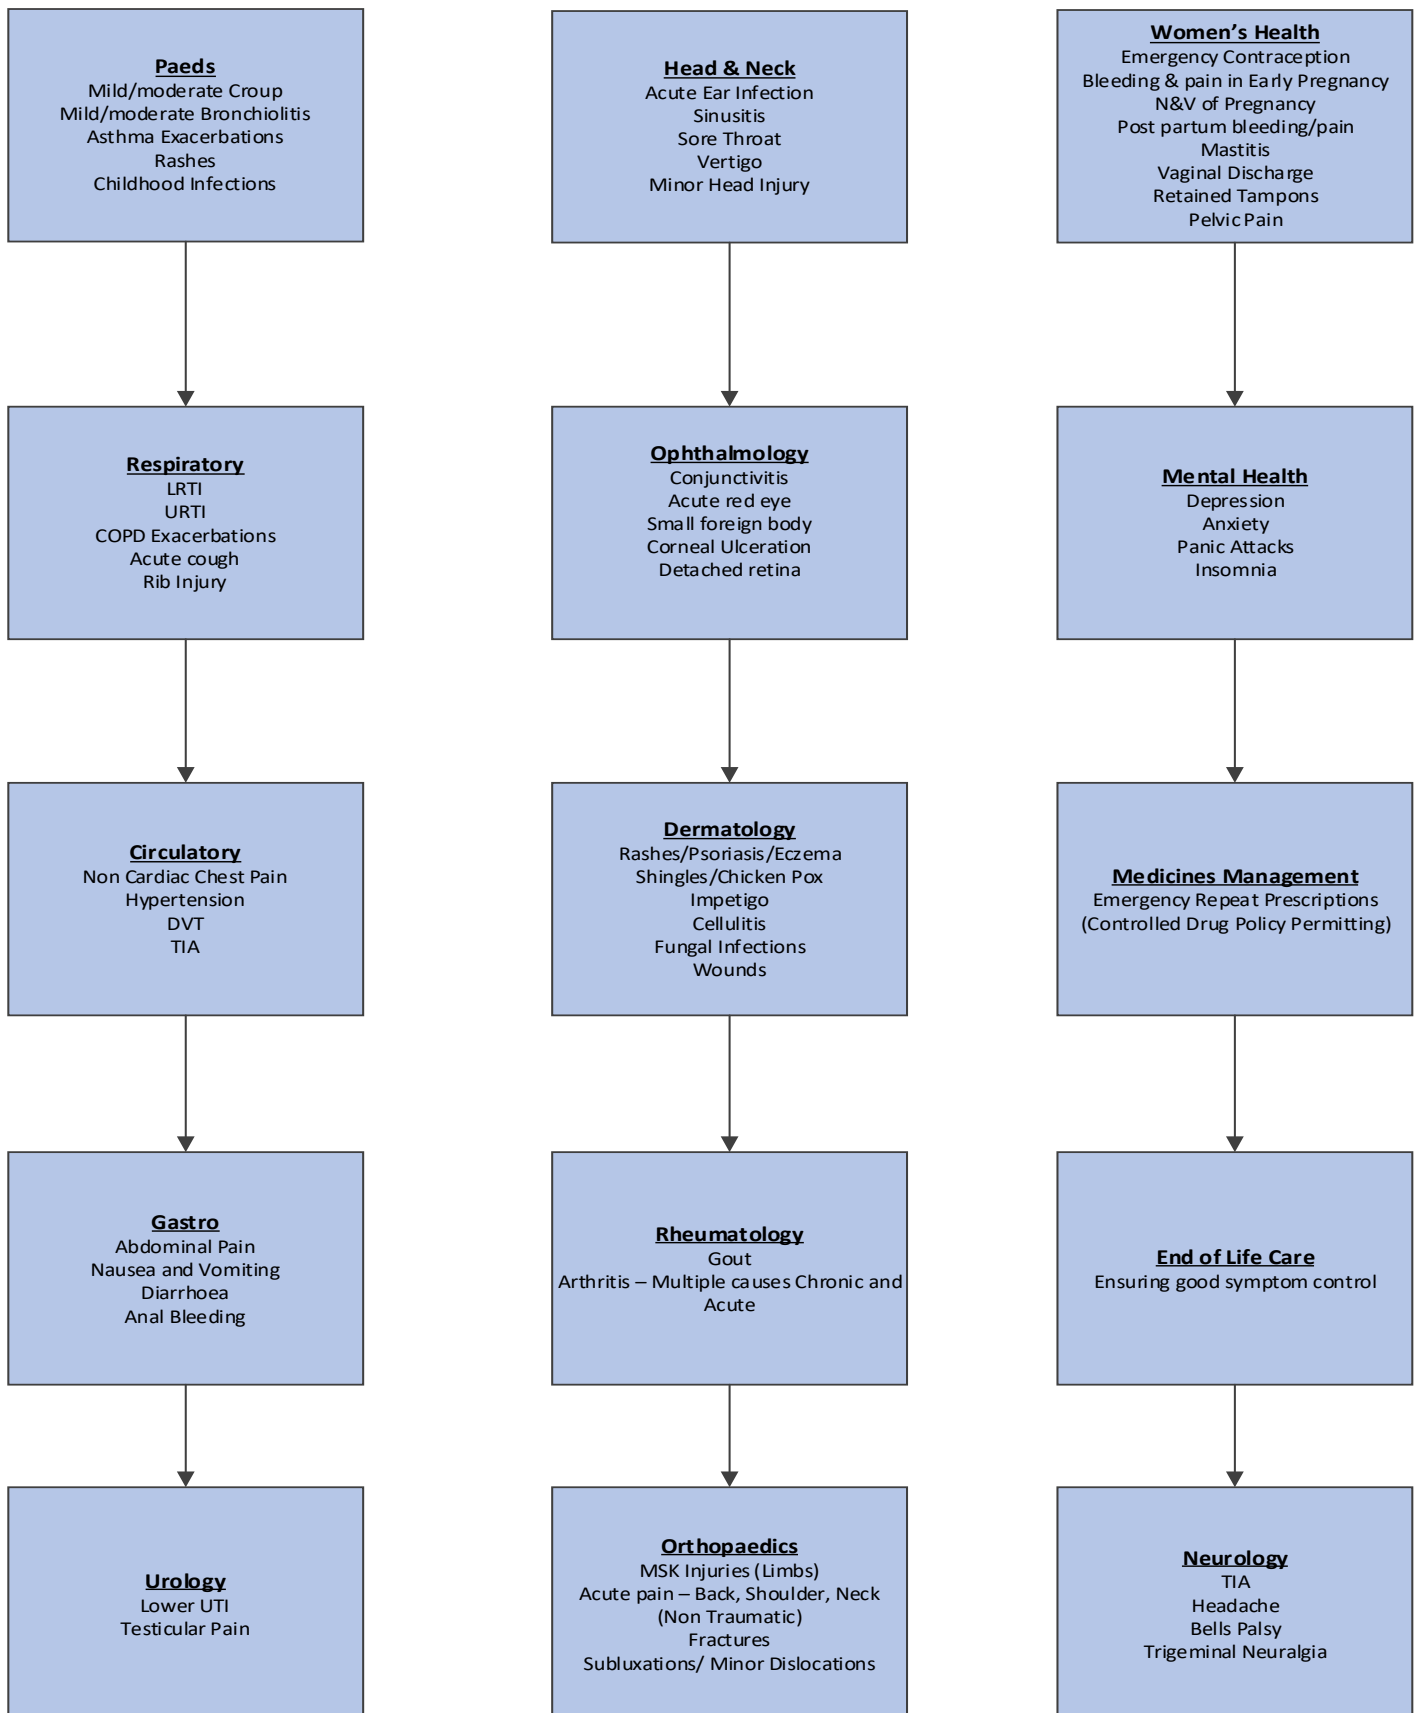 Paeds
Mild/moderate Croup
Mild/moderate Bronchiolitis
Asthma Exacerbations
Rashes
Childhood Infections
Respiratory
LRTI
URTI
COPD Exacerbations
Acute cough
Rib Injury
Circulatory
Non Cardiac Chest Pain
Hypertension
DVT
TIA
Gastro
Abdominal Pain
Nausea and Vomiting
Diarrhoea
Anal Bleeding
Urology
Lower UTI
Testicular Pain
Head & Neck
Acute Ear Infection
Sinusitis
Sore Throat
Vertigo
Minor Head Injury
Ophthalmology
Conjunctivitis
Acute red eye
Small foreign body
Corneal Ulceration
Detached retina
Dermatology
Rashes/Psoriasis/Eczema
Shingles/Chicken Pox
Impetigo
Cellulitis
Fungal Infections
Wounds
Rheumatology
Gout
Arthritis – Multiple causes Chronic and
Acute
Orthopaedics
MSK Injuries (Limbs)
Acute pain – Back, Shoulder, Neck
(Non Traumatic)
Fractures
Subluxations/ Minor Dislocations
Women’s Health
Emergency Contraception
Bleeding & pain in Early Pregnancy
N&V of Pregnancy
Post partum bleeding/pain
Mastitis
Vaginal Discharge
Retained Tampons
Pelvic Pain
Mental Health
Depression
Anxiety
Panic Attacks
Insomnia
Medicines Management
Emergency Repeat Prescriptions
(Controlled Drug Policy Permitting)
End of Life Care
Ensuring good symptom control
Neurology
TIA
Headache
Bells Palsy
Trigeminal Neuralgia